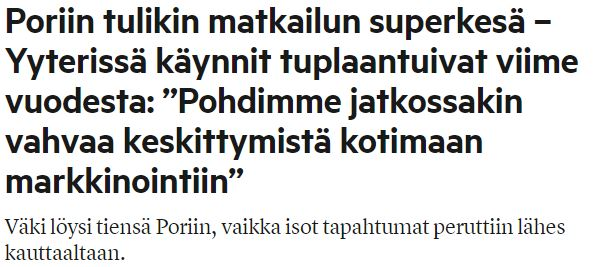 Poriin tulikin matkailun superkesä –
Yyterissä käynnit tuplaantuivat viime
vuodesta: ”Pohdimme jatkossakin
vahvaa keskittymistä kotimaan
markkinointiin”
Väki löysi tiensä Poriin, vaikka isot tapahtumat peruttiin lähes
kauttaaltaan.